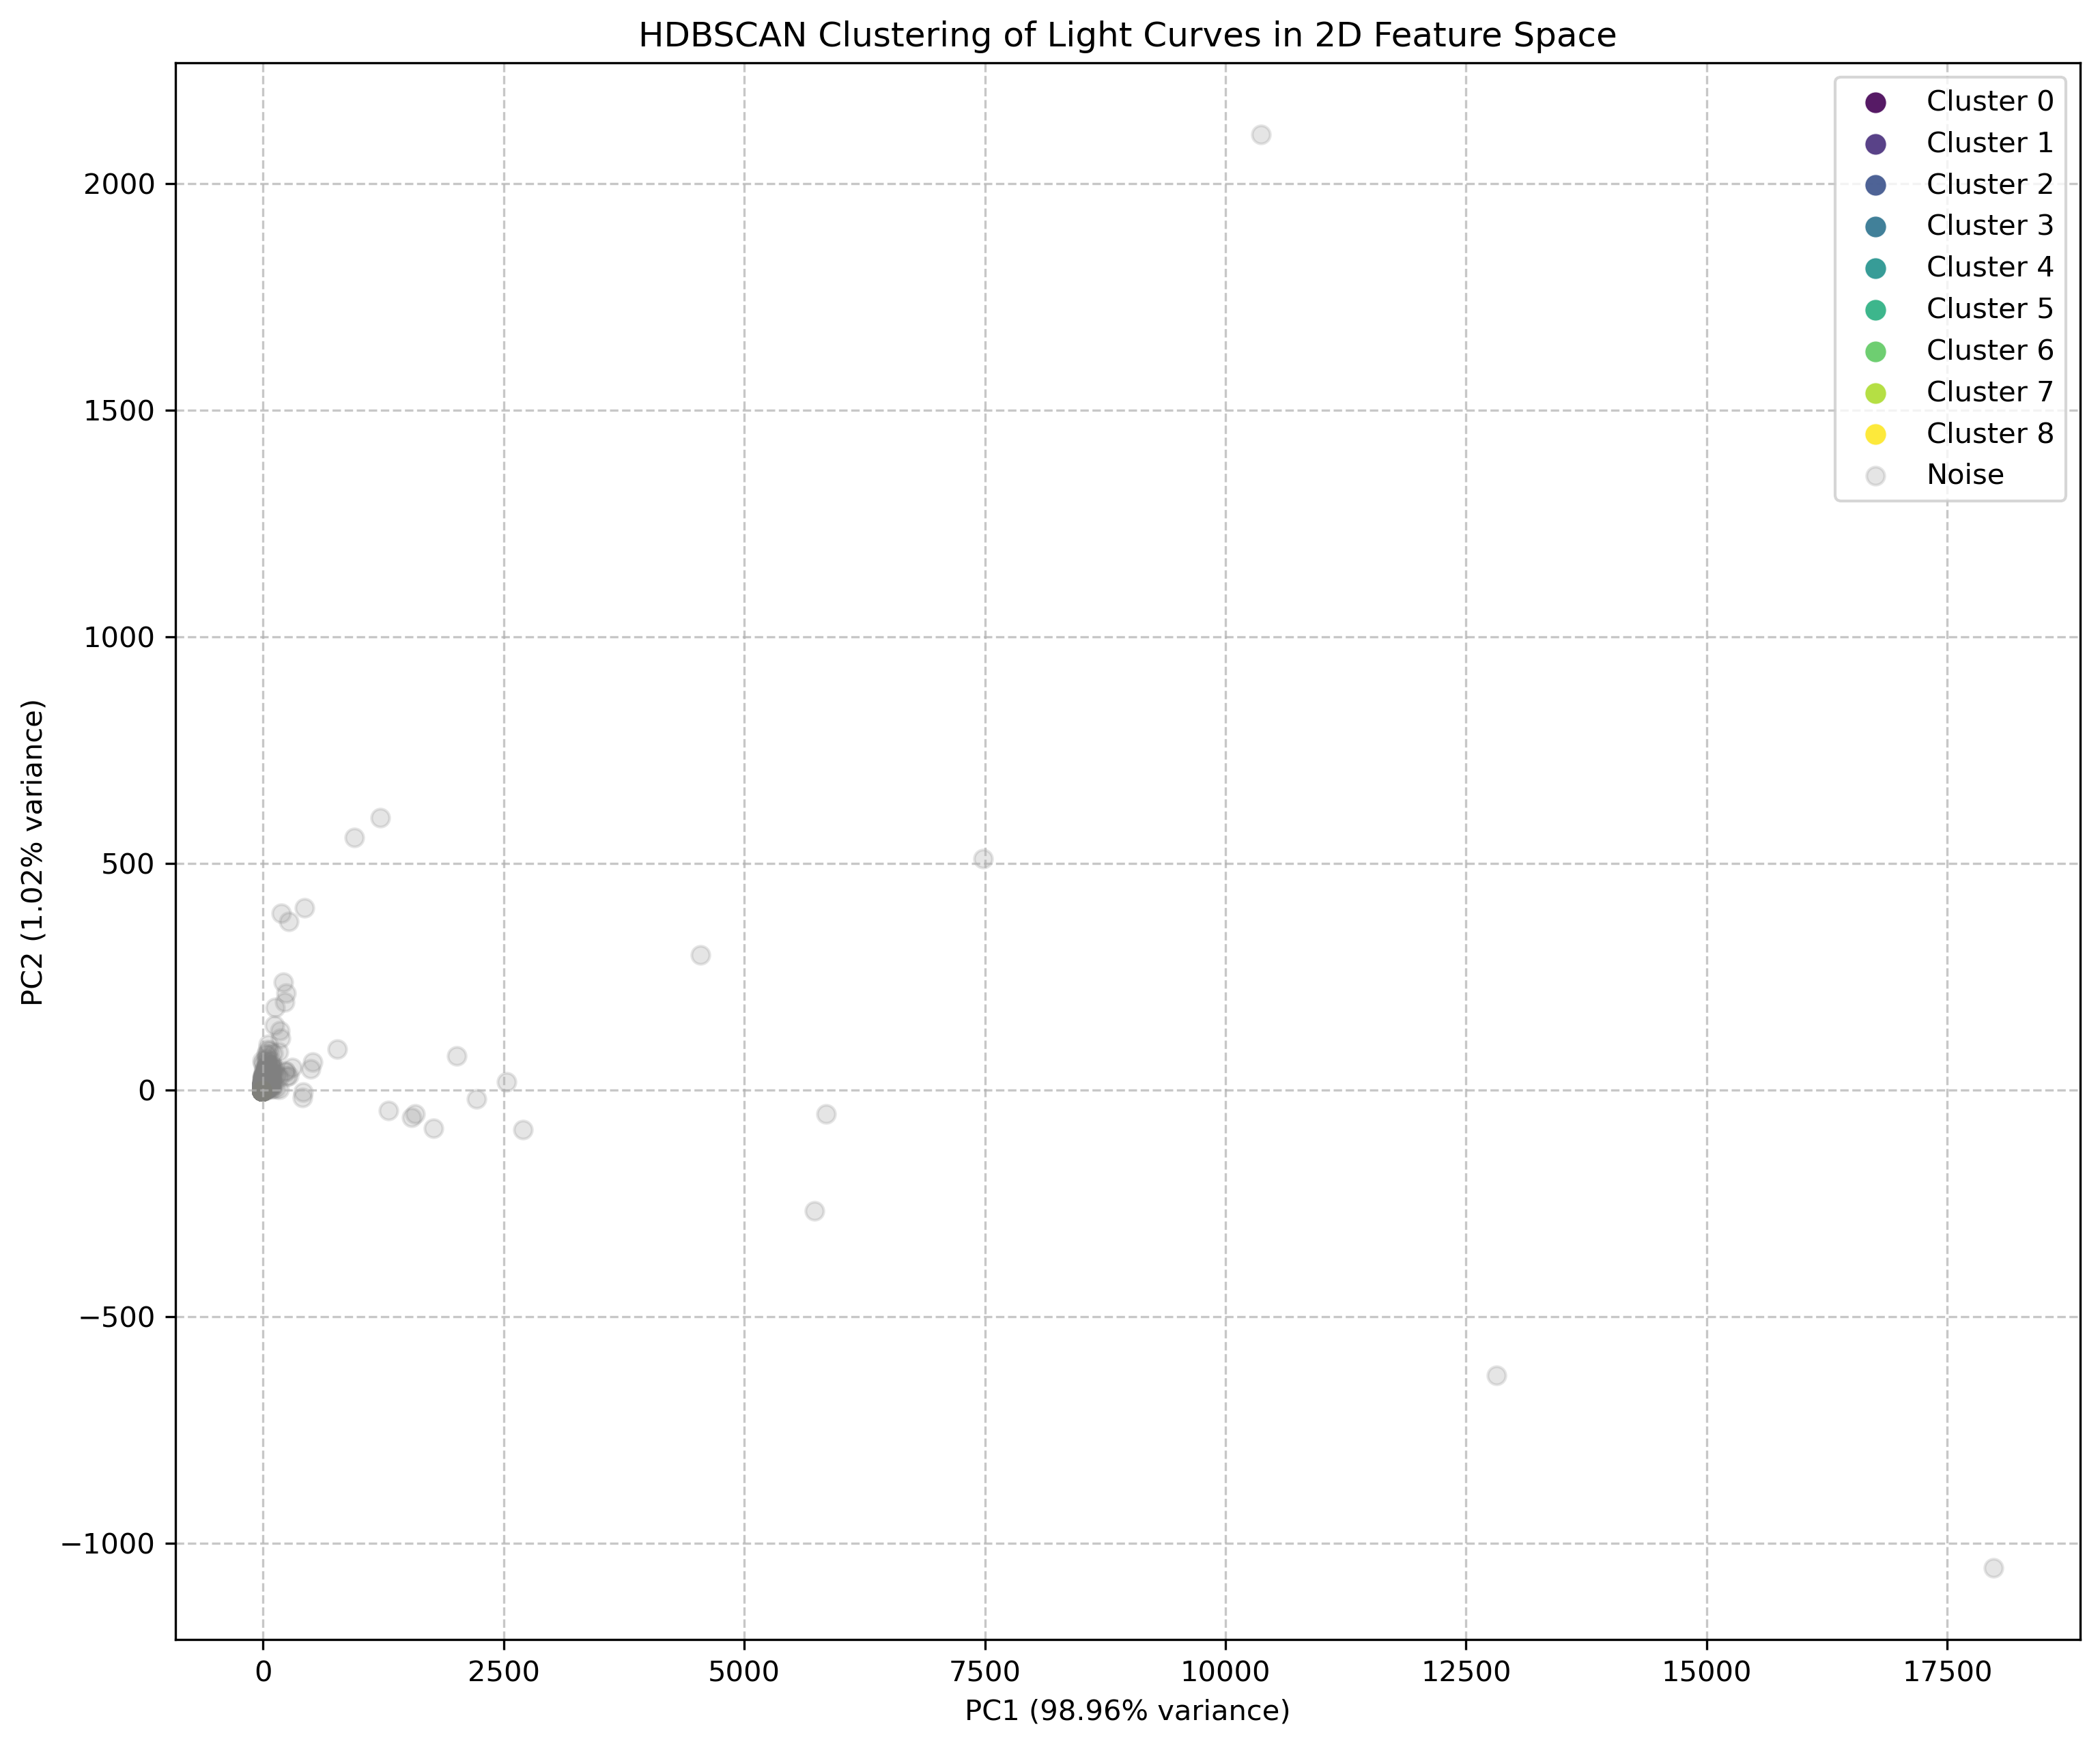 HDBSCAN Clustering of Light Curves in 2D Feature Space
Cluster 0
Cluster 1
Cluster 2
Cluster 3
Cluster 4
Cluster 5
Cluster 6
Cluster 7
Cluster 8
Noise
2000
1500
1000
500
0
−500
−1000
PC2 (1.02% variance)
0 2500 5000 7500 10000 12500 15000 17500
PC1 (98.96% variance)